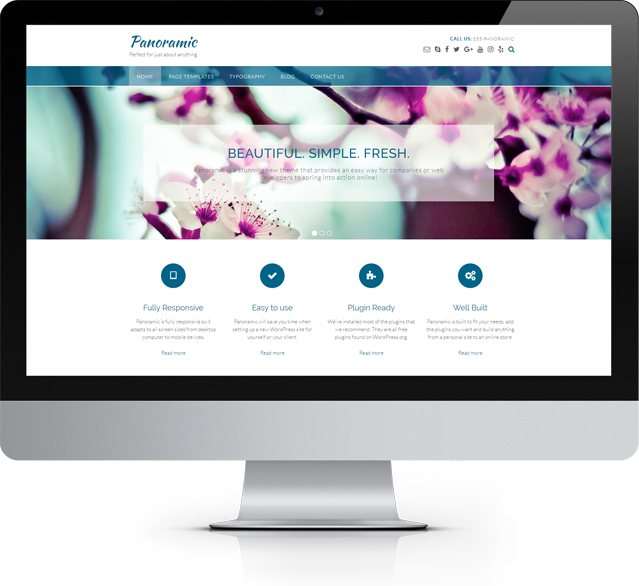 Panoramic
Perfect for just about anything
CALL US: 555-PANORAMIC
HOME PAGE TEMPLATES TYPOGRAPHY BLOG CONTACT US
BEAUTIFUL. SIMPLE. FRESH.
Panoramic is a stunning new theme that provides an easy way for companies or web
developers to spring into action online!
Fully Responsive
Panoramic is fully responsive so it
adapts to all screen sizes from desktop
computer to mobile devices.
Read more
Easy to use
Panoramic will save you time when
setting up a new WordPress site for
yourself or your client.
Read more
Plugin Ready
We've installed most of the plugins that
we recommend. They are all free
plugins found on WordPress.org.
Read more
Well Built
Panoramic is built to fit your needs, add
the plugins you want and build anything
from a personal site to an online store
Read more